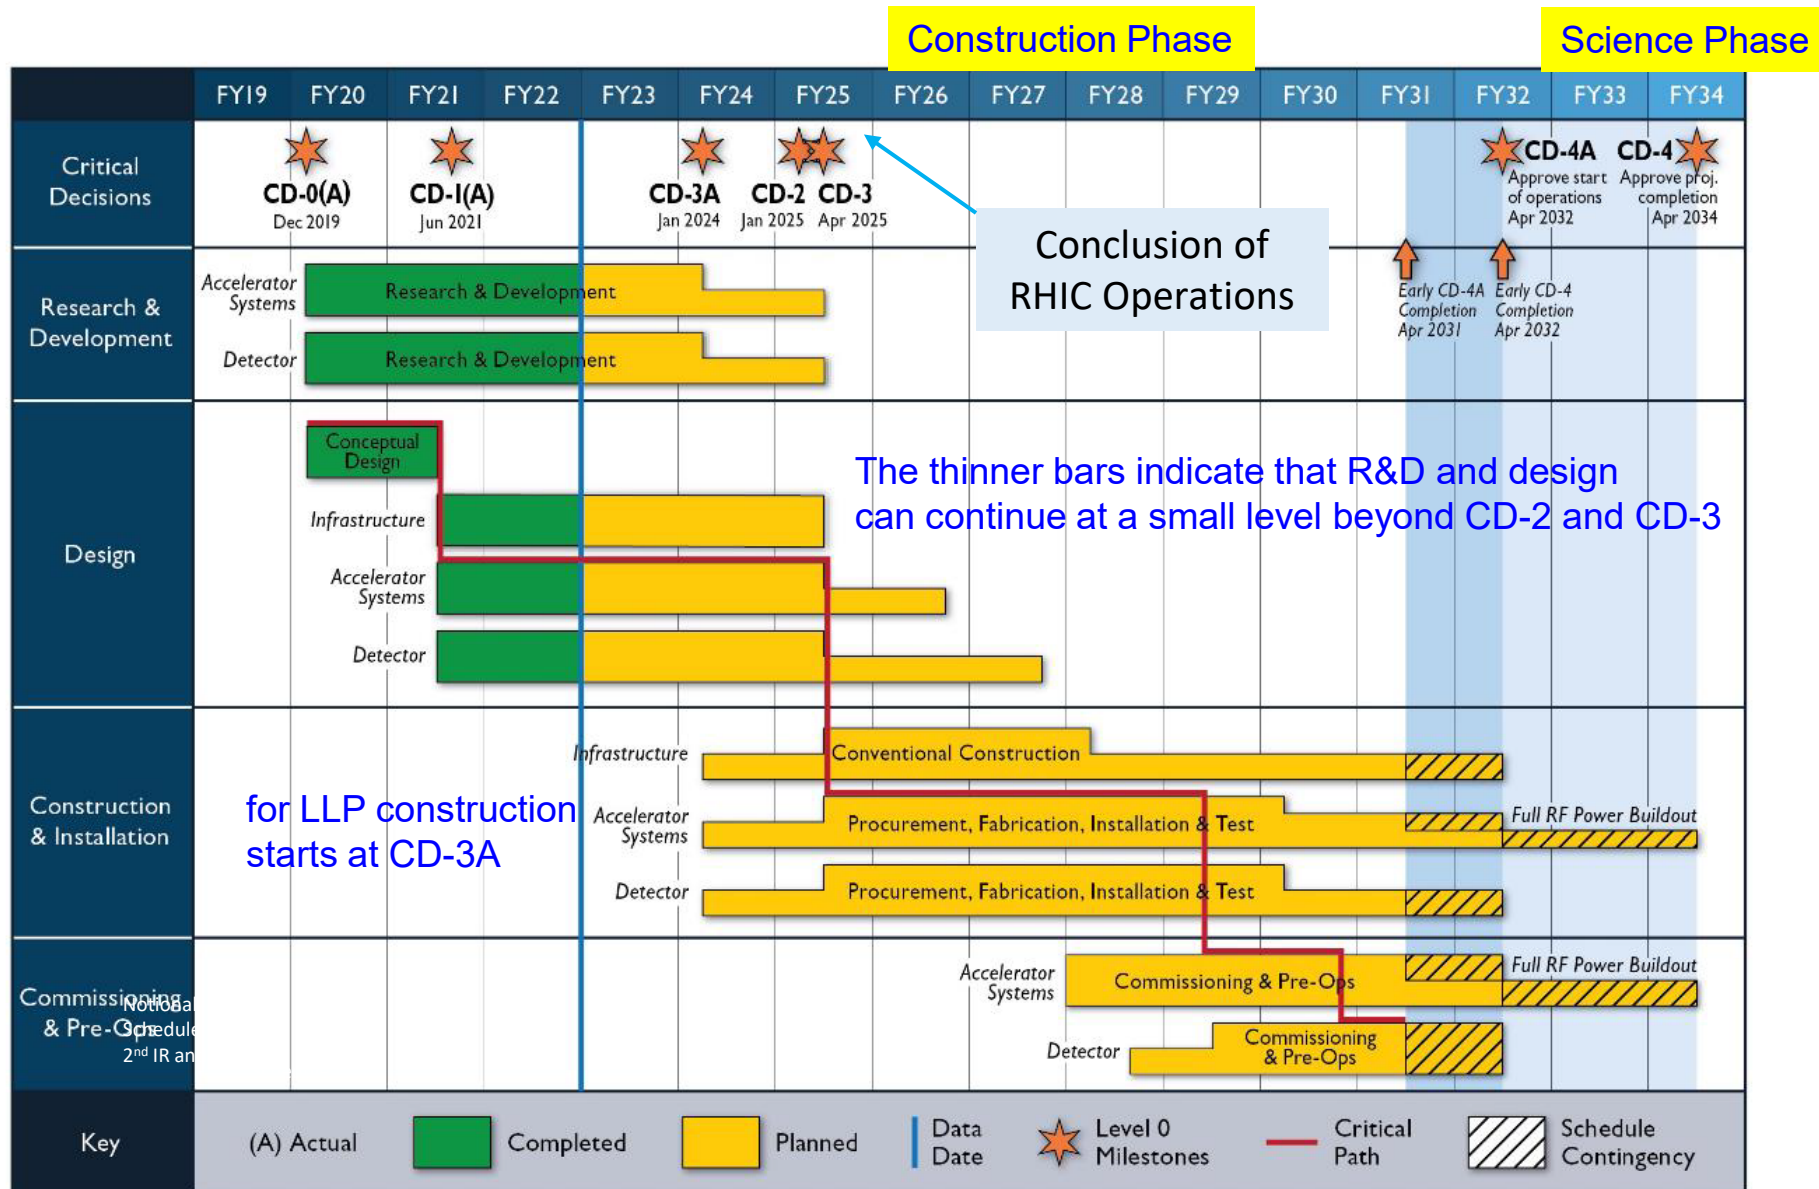 Construction Phase
Science Phase
FY19 FY20 FY21 FY22 FY23 FY24 FY25 FY26 FY27 FY28 FY29 FY30 FY31 FY32 FY33 FY34
Critical
Decisions
CD-0(A)
Dec 2019
CD-1(A)
Jun 2021
CD-3A
Jan 2024
CD-2
Jan 2025
CD-3
Apr 2025
CD-4A
Approve start
of operations
Apr 2032
CD-4
Approve proj.
completion
Apr 2034
Conclusion of
RHIC Operations
Early CD-4A
Completion
Apr 2031
Early CD-4
Completion
Apr 2032
Research &
Development
Accelerator
Systems
Research & Development
Detector
Research & Development
Design
Conceptual
Design
The thinner bars indicate that R&D and design
can continue at a small level beyond CD-2 and CD-3
Infrastructure
Accelerator
Systems
Detector
Construction
& Installation
for LLP construction
starts at CD-3A
Infrastructure
Conventional Construction
Accelerator
Systems
Procurement, Fabrication, Installation & Test
Full RF Power Buildout
Detector
Procurement, Fabrication, Installation & Test
Commissioning
& Pre-Ops
Notional
Schedule
2nd IR an
Accelerator
Systems
Commissioning & Pre-Ops
Full RF Power Buildout
Detector
Commissioning
& Pre-Ops
Key
(A) Actual
Completed
Planned
Data
Date
Level 0
Milestones
Critical
Path
Schedule
Contingency